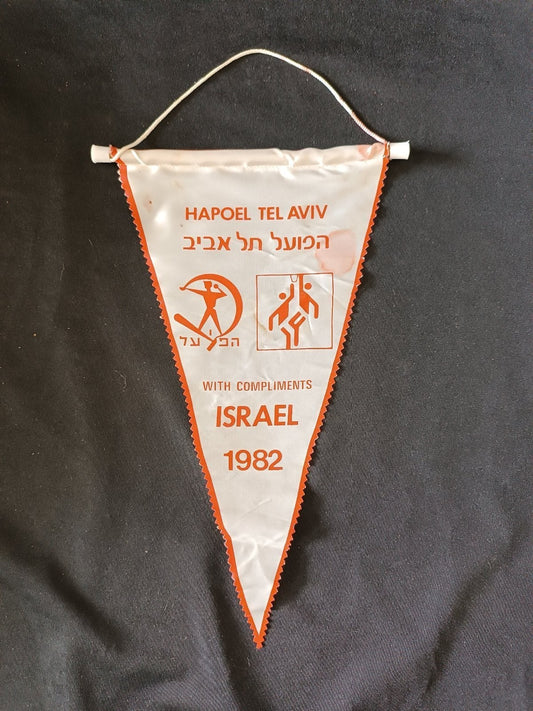 HAPOEL TEL AVIV
הפועל תל אביב
הפועל
WITH COMPLIMENTS
ISRAEL
1982